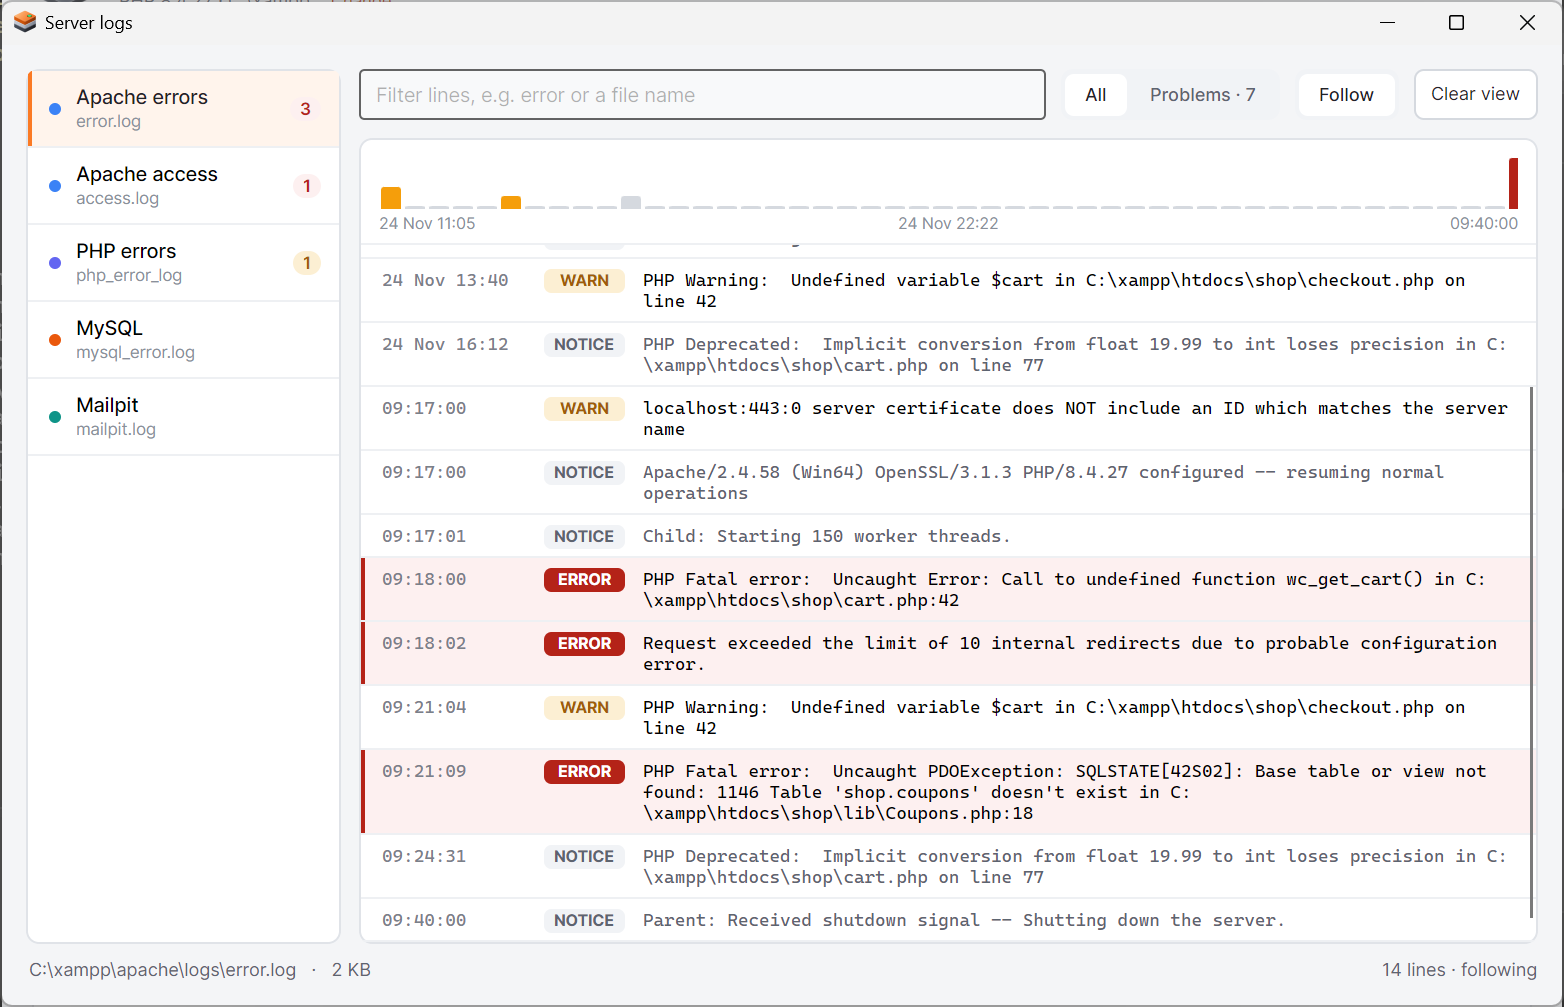 Server logs
Apache errors
error.log
3
Apache access
access.log
1
PHP errors
php_error_log
1
MySQL
mysql_error.log
Mailpit
mailpit.log
Filter lines, e.g. error or a file name
All
Problems · 7
Follow
Clear view
24 Nov 11:05
24 Nov 22:22
09:40:00
24 Nov 13:40 WARN PHP Warning:  Undefined variable $cart in C:\xampp\htdocs\shop\checkout.php on
line 42
24 Nov 16:12 NOTICE PHP Deprecated:  Implicit conversion from float 19.99 to int loses precision in C:
\xampp\htdocs\shop\cart.php on line 77
09:17:00 WARN localhost:443:0 server certificate does NOT include an ID which matches the server
name
09:17:00 NOTICE Apache/2.4.58 (Win64) OpenSSL/3.1.3 PHP/8.4.27 configured -- resuming normal
operations
09:17:01 NOTICE Child: Starting 150 worker threads.
09:18:00 ERROR PHP Fatal error:  Uncaught Error: Call to undefined function wc_get_cart() in C:
\xampp\htdocs\shop\cart.php:42
09:18:02 ERROR Request exceeded the limit of 10 internal redirects due to probable configuration
error.
09:21:04 WARN PHP Warning:  Undefined variable $cart in C:\xampp\htdocs\shop\checkout.php on
line 42
09:21:09 ERROR PHP Fatal error:  Uncaught PDOException: SQLSTATE[42S02]: Base table or view not
found: 1146 Table 'shop.coupons' doesn't exist in C:
\xampp\htdocs\shop\lib\Coupons.php:18
09:24:31 NOTICE PHP Deprecated:  Implicit conversion from float 19.99 to int loses precision in C:
\xampp\htdocs\shop\cart.php on line 77
09:40:00 NOTICE Parent: Received shutdown signal -- Shutting down the server.
C:\xampp\apache\logs\error.log · 2 KB
14 lines · following